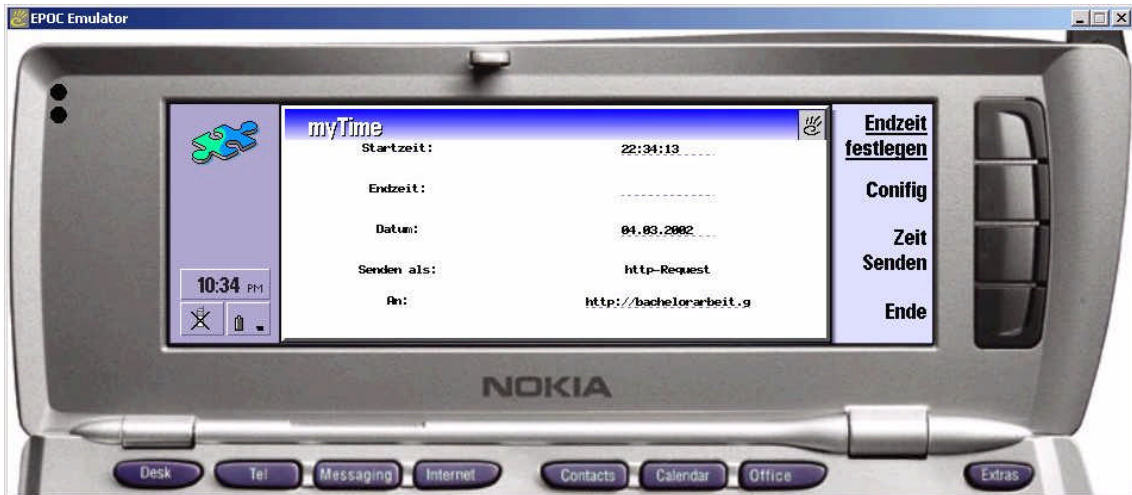 EPOC Emulator
myTime
Startzeit: 22:34:13
Endzeit:
Datum: 04.03.2002
Senden als: http-Request
An: http://bachelorarbeit.g
10:34 PM
Endzeit
festlegen
Conifig
Zeit
Senden
Ende
NOKIA
Desk Tel Messaging Internet Contacts Calendar Office Extras